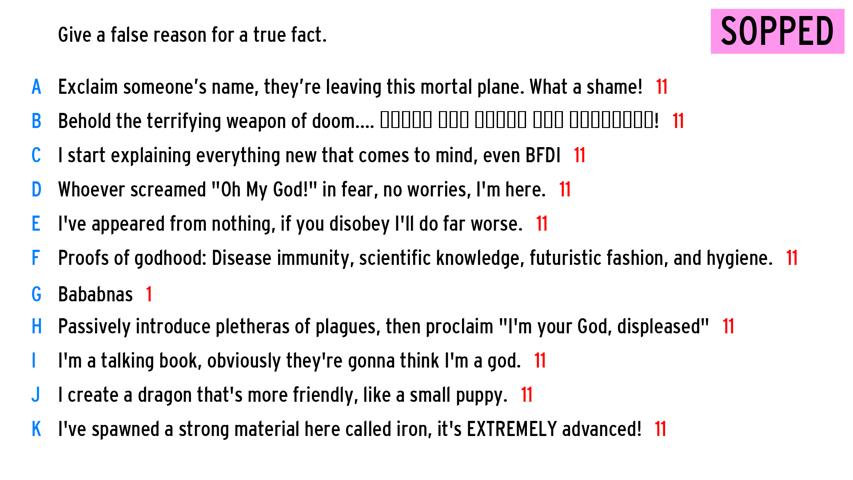 Give a false reason for a true fact.
SOPPED
A Exclaim someone’s name, they’re leaving this mortal plane. What a shame! 11
B Behold the terrifying weapon of doom.... ▯▯▯▯▯ ▯▯▯ ▯▯▯▯▯ ▯▯▯ ▯▯▯▯▯▯▯▯! 11
C I start explaining everything new that comes to mind, even BFDI 11
D Whoever screamed "Oh My God!" in fear, no worries, I'm here. 11
E I've appeared from nothing, if you disobey I'll do far worse. 11
F Proofs of godhood: Disease immunity, scientific knowledge, futuristic fashion, and hygiene. 11
G Bababnas 1
H Passively introduce pletheras of plagues, then proclaim "I'm your God, displeased" 11
I I'm a talking book, obviously they're gonna think I'm a god. 11
J I create a dragon that's more friendly, like a small puppy. 11
K I've spawned a strong material here called iron, it's EXTREMELY advanced! 11